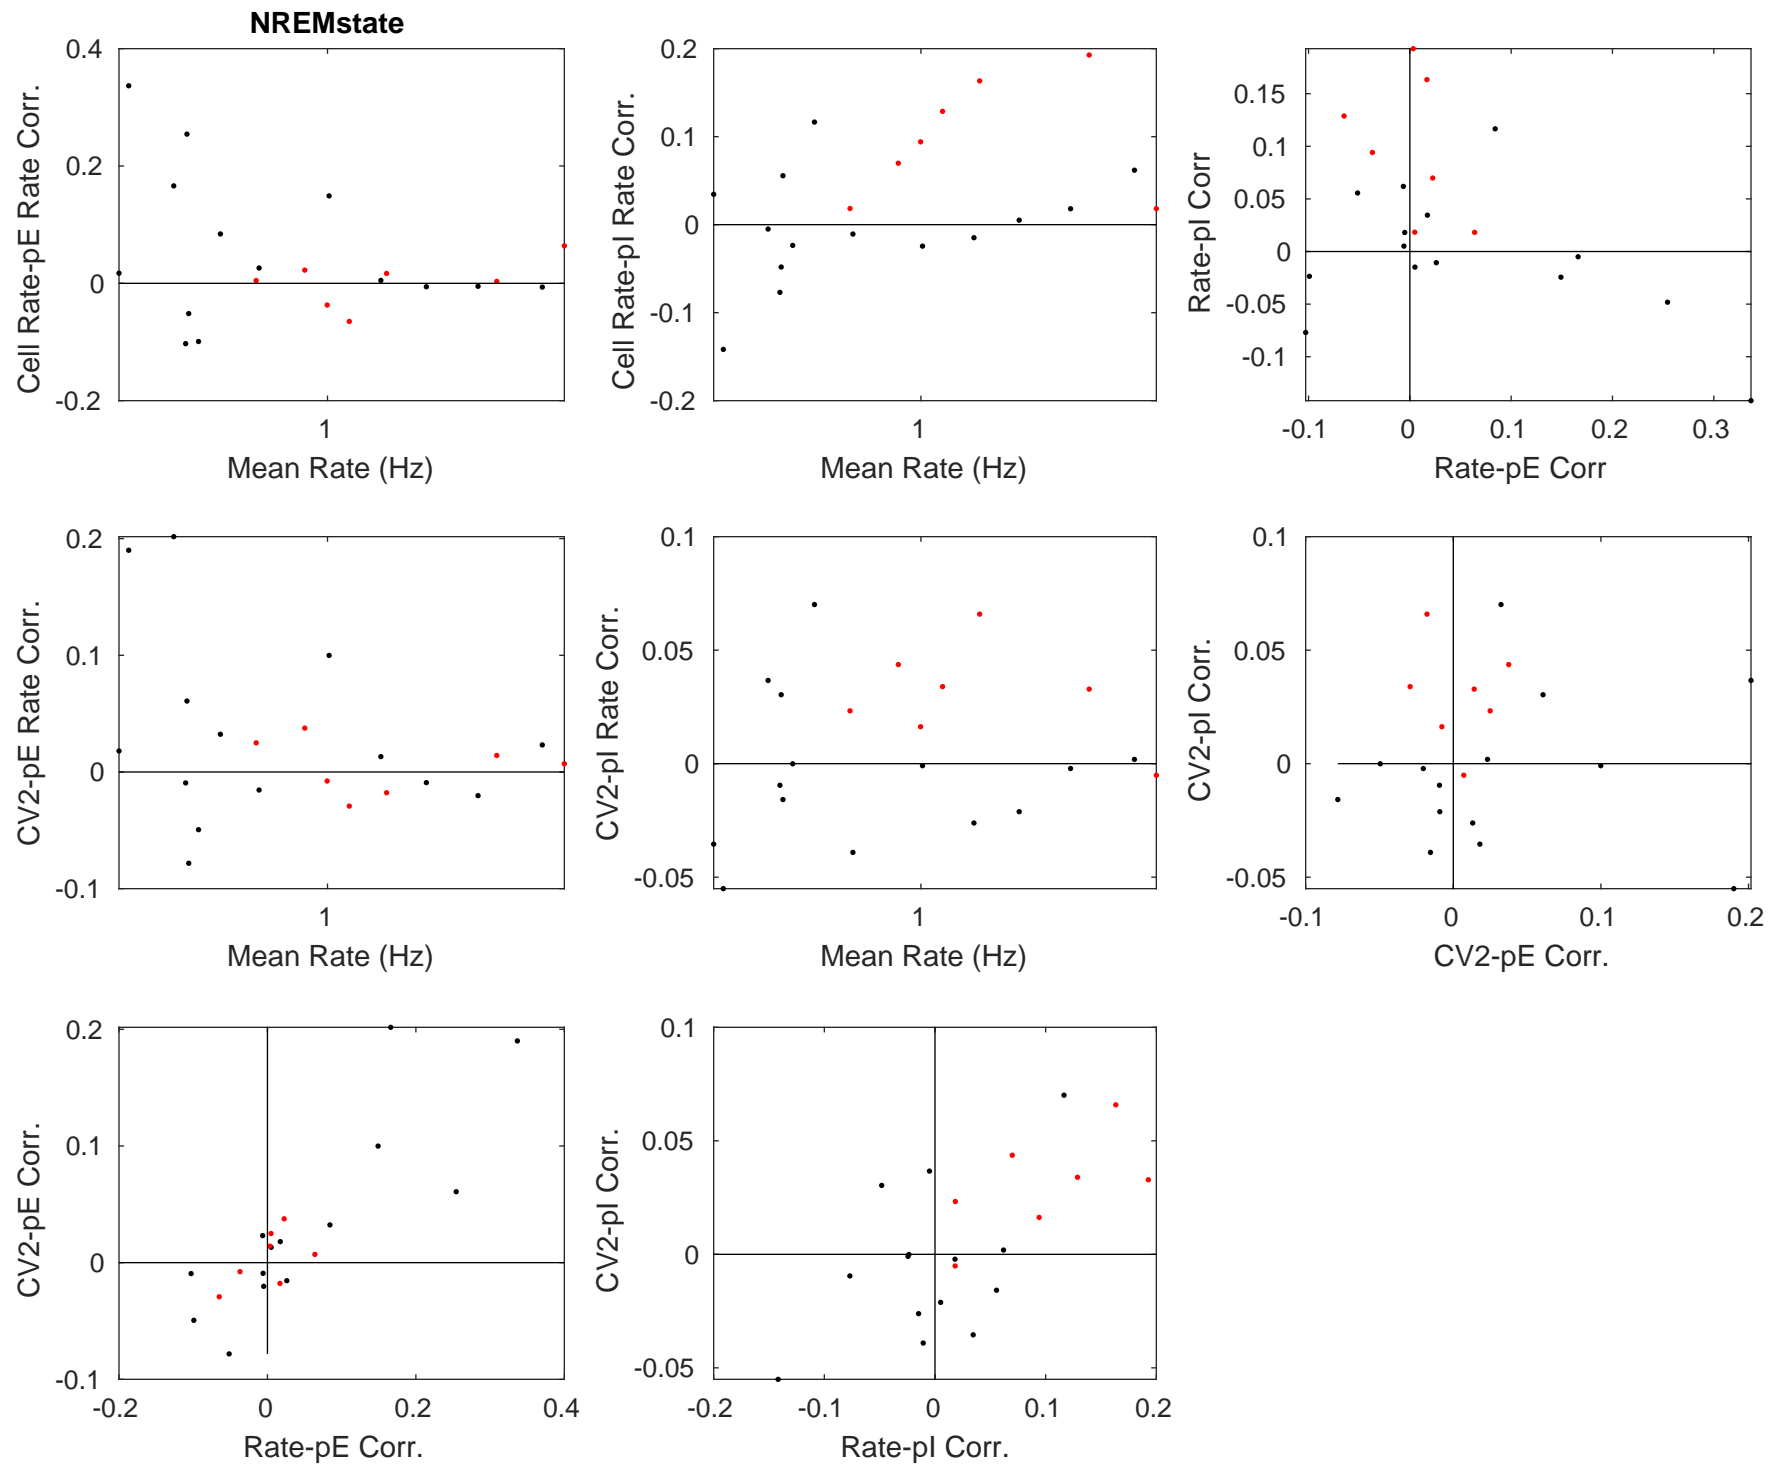 NREMstate
0.4
0.2
0
-0.2
Cell Rate-pE Rate Corr.
1
Mean Rate (Hz)
0.2
0.1
0
-0.1
-0.2
Cell Rate-pI Rate Corr.
1
Mean Rate (Hz)
0.15
0.1
0.05
0
-0.05
-0.1
Rate-pI Corr
-0.1 0 0.1 0.2 0.3
Rate-pE Corr
0.2
0.1
0
-0.1
CV2-pE Rate Corr.
1
Mean Rate (Hz)
0.1
0.05
0
-0.05
CV2-pI Rate Corr.
1
Mean Rate (Hz)
0.1
0.05
0
-0.05
CV2-pI Corr.
-0.1 0 0.1 0.2
CV2-pE Corr.
0.2
0.1
0
-0.1
CV2-pE Corr.
-0.2 0 0.2 0.4
Rate-pE Corr.
0.1
0.05
0
-0.05
CV2-pI Corr.
-0.2 -0.1 0 0.1 0.2
Rate-pI Corr.